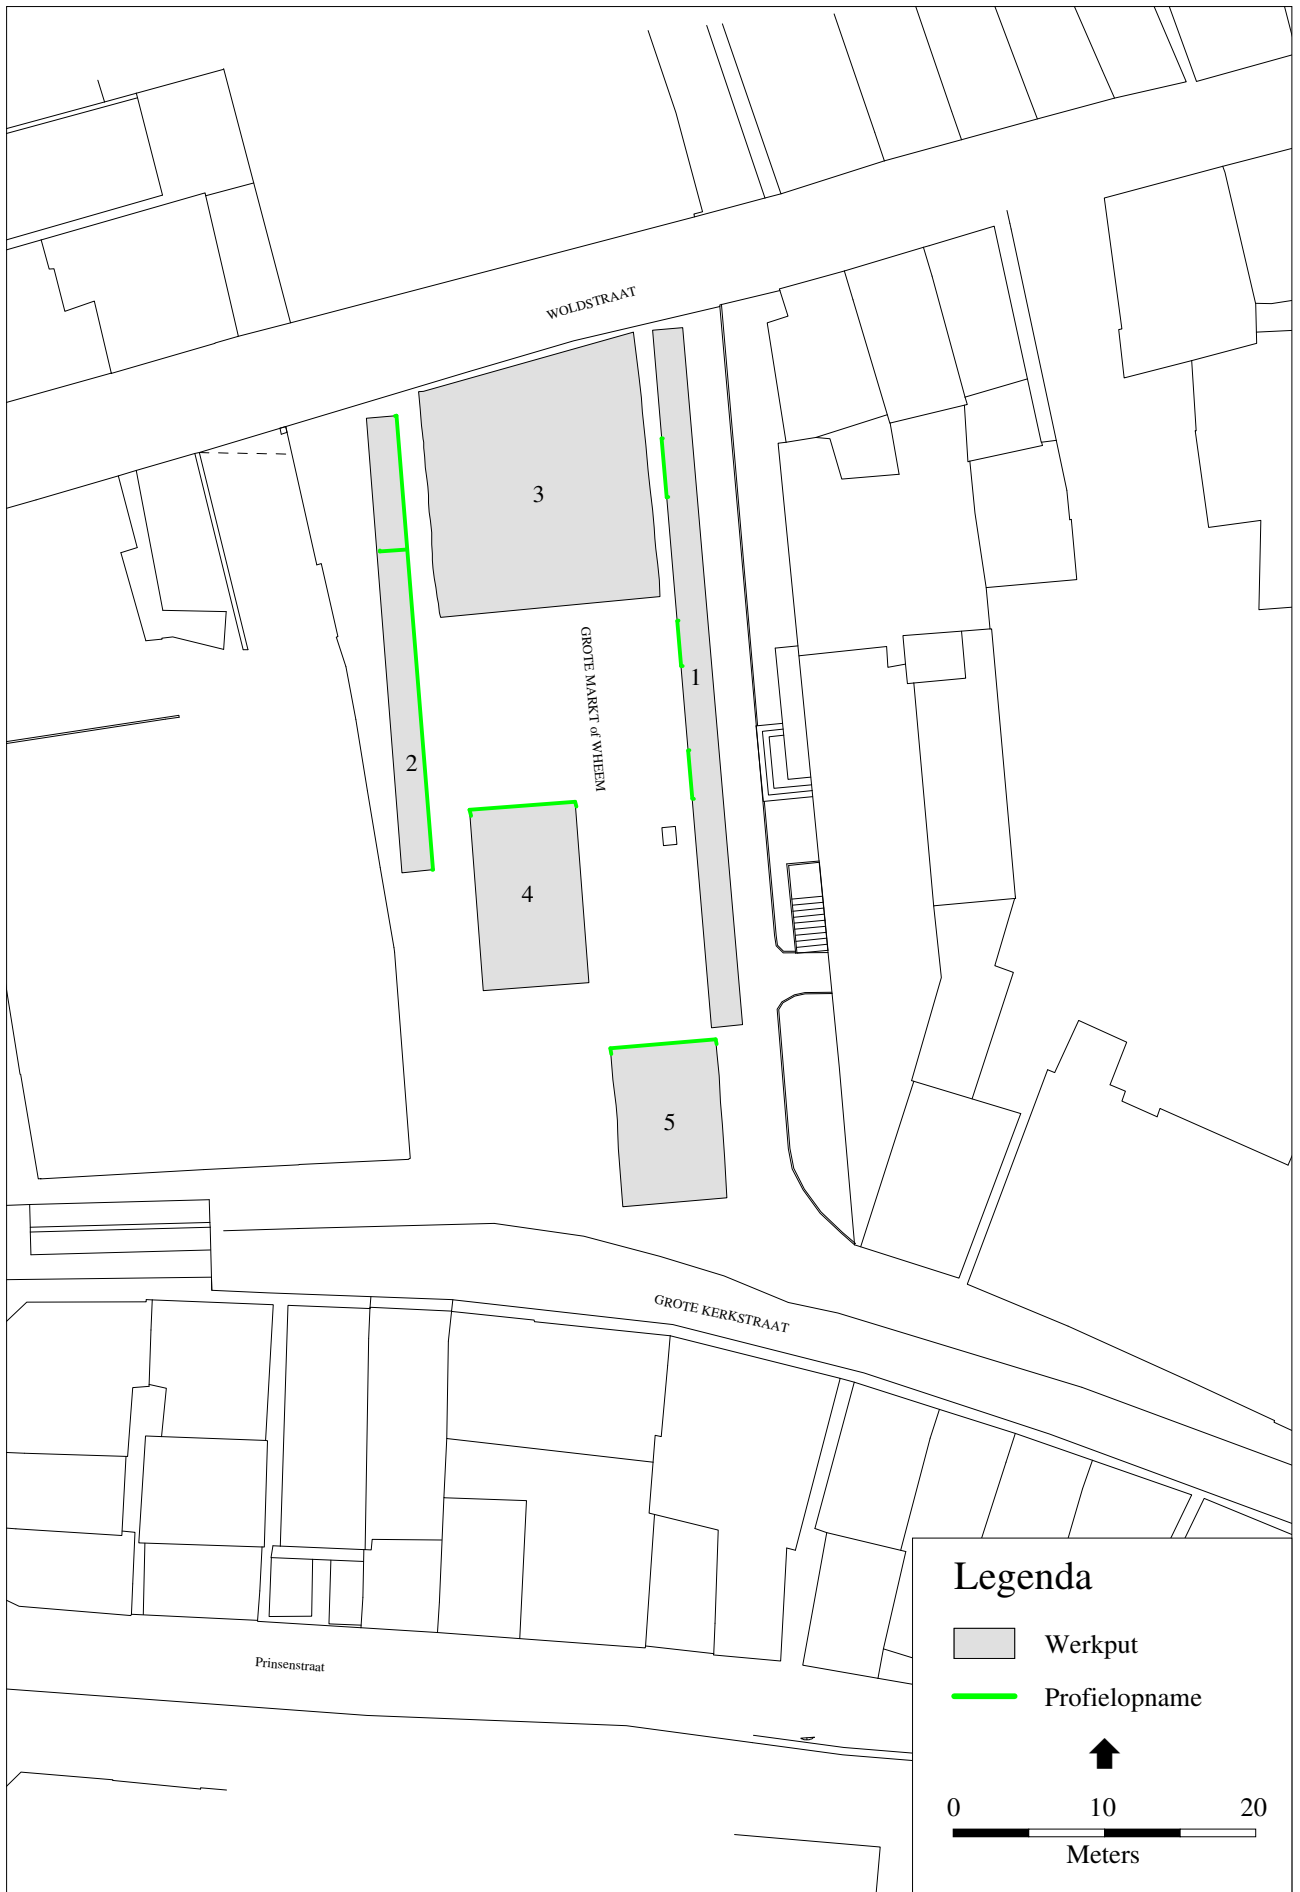 WOLDSTRAAT
3
GROTE MARKT of WHEEM
1
2
4
5
GROTE KERKSTRAAT
Prinsenstraat
Legenda
Werkput
Profielopname
0 10 20
Meters